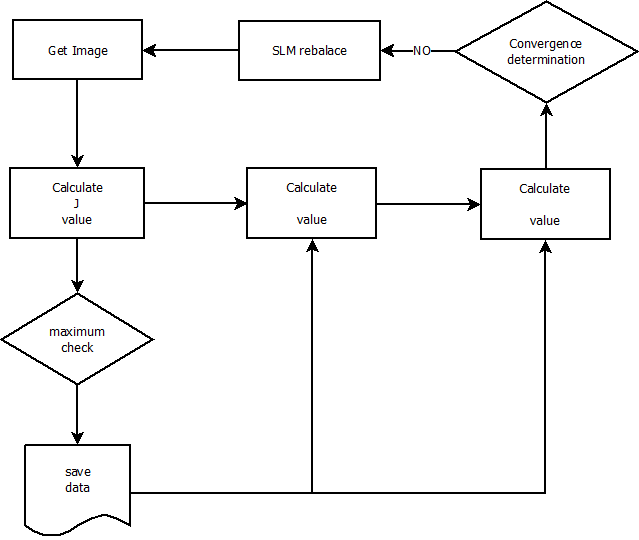 Get Image
SLM rebalace
NO
Convergence
determination
Calculate
J
value
Calculate
value
Calculate
value
maximum
check
save
data